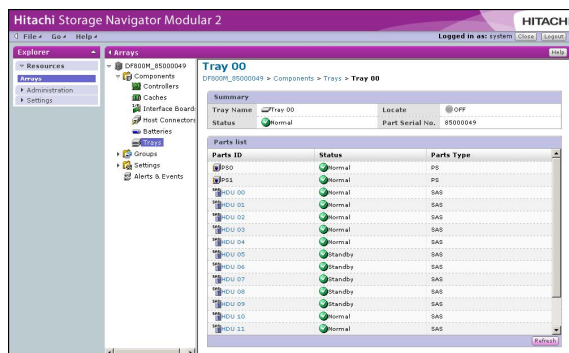 Hitachi Storage Navigator Modular 2
HITACHI
File Go Help
Logged in as: system Close Logout
Explorer
Arrays
Help
Resources
Arrays
Administration
Settings
DF800M_85000049
Components
Controllers
Caches
Interface Boards
Host Connectors
Batteries
Trays
Groups
Settings
Alerts & Events
Tray 00
DF800M_85000049 > Components > Trays > Tray 00
Summary
Tray Name Tray 00 Locate OFF
Status Normal Part Serial No. 85000049
Parts list
Parts ID Status Parts Type
PS0 Normal PS
PS1 Normal PS
HDU 00 Normal SAS
HDU 01 Normal SAS
HDU 02 Normal SAS
HDU 03 Normal SAS
HDU 04 Normal SAS
HDU 05 Standby SAS
HDU 06 Standby SAS
HDU 07 Standby SAS
HDU 08 Standby SAS
HDU 09 Standby SAS
HDU 10 Normal SAS
HDU 11 Normal SAS
Refresh